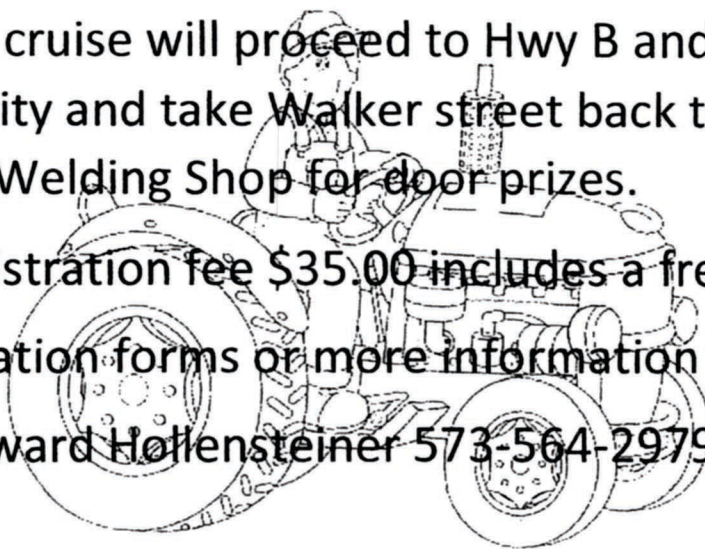 cruise will proceed to Hwy B and
ity and take Walker street back t
Welding Shop for door prizes.
stration fee $35.00 includes a fre
ation forms or more information
ward Hollensteiner 573-564-2979